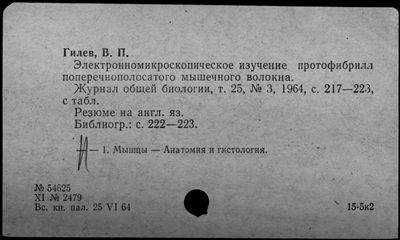 Гилев, В. П.
Электронномикроскопическое изучение протофибрилл
поперечнополосатого мышечного волокна.
Журнал общей биологии, т. 25, № 3, 1964, с. 217—223,
с табл.
Резюме на англ. яз.
Библиогр.: с. 222—223.
— 1. Мышцы — Анатомия и гистология.
№ 54625
XI № 2479
Вс. кн. пал. 25 VI 64
15-5к2